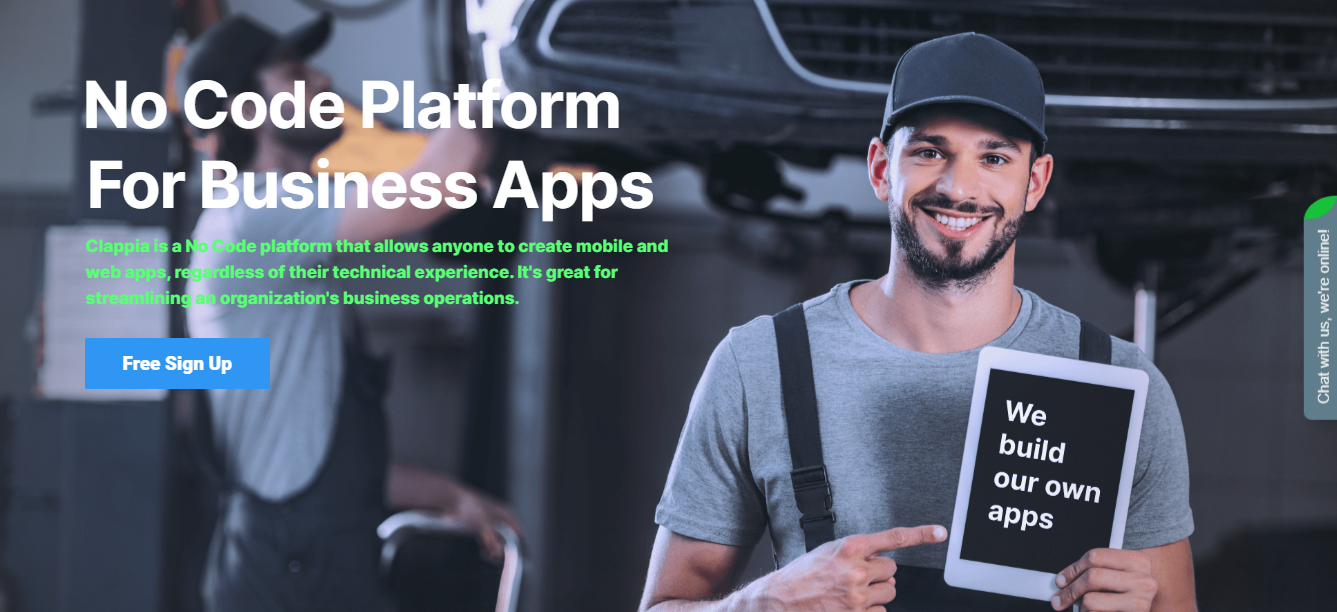 No Code Platform
For Business Apps
Clappia is a No Code platform that allows anyone to create mobile and
web apps, regardless of their technical experience. It's great for
streamlining an organization's business operations.
Free Sign Up
We
build
our own
apps
Chat with us, we're online!